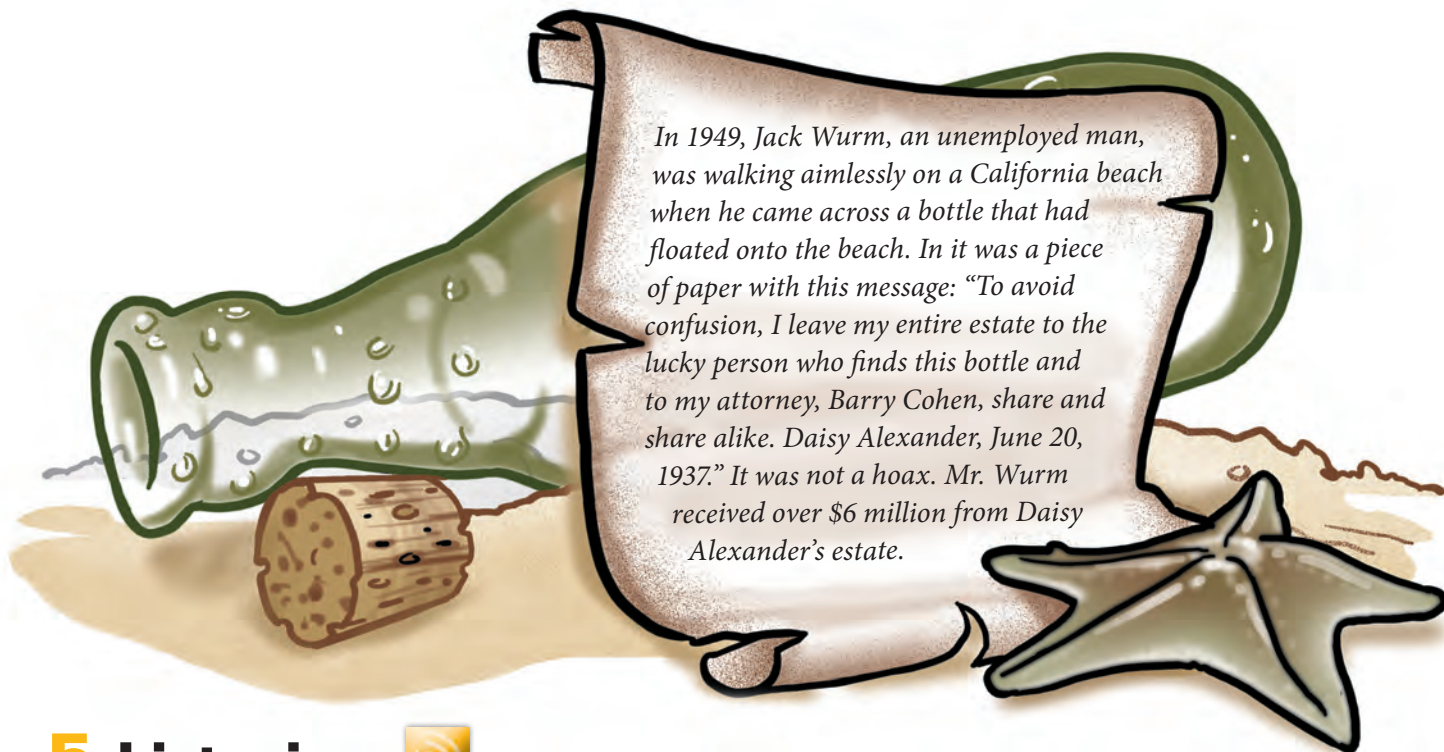 In 1949, Jack Wurm, an unemployed man,
was walking aimlessly on a California beach
when he came across a bottle that had
floated onto the beach. In it was a piece
of paper with this message: “To avoid
confusion, I leave my entire estate to the
lucky person who finds this bottle and
to my attorney, Barry Cohen, share and
share alike. Daisy Alexander, June 20,
1937.” It was not a hoax. Mr. Wurm
received over $6 million from Daisy
Alexander’s estate.